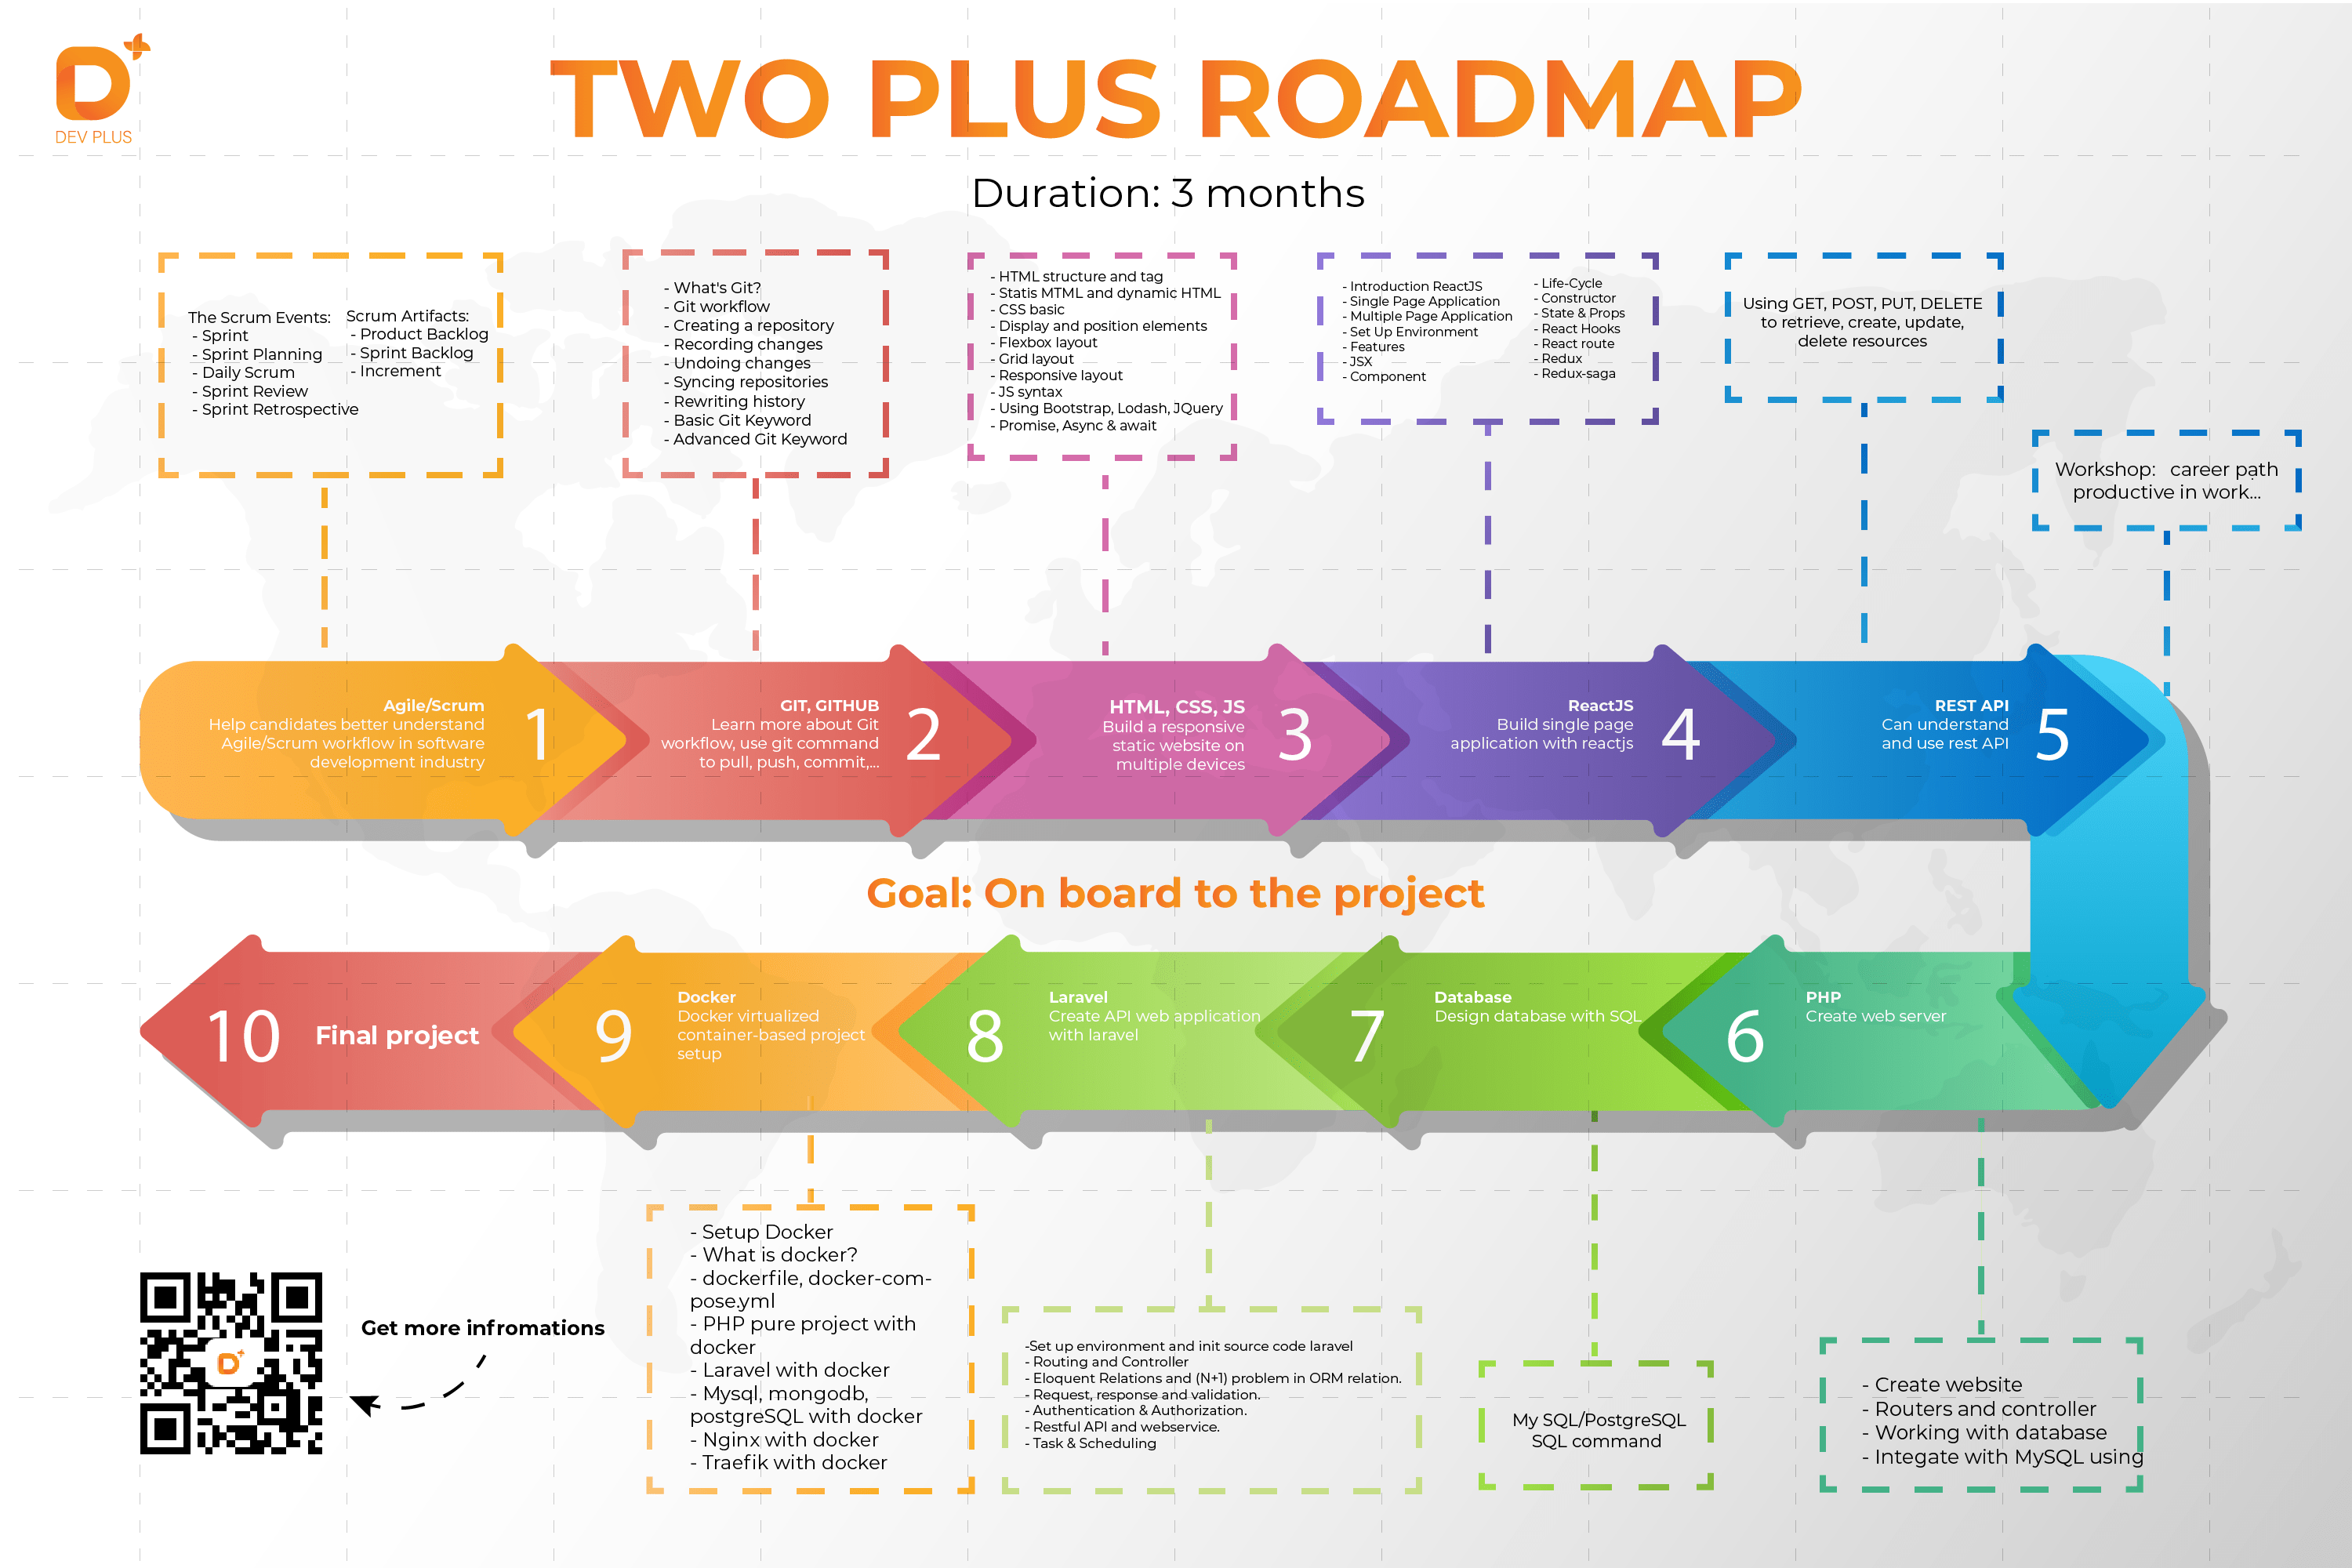 DEV PLUS
TWO PLUS ROADMAP
Duration: 3 months
The Scrum Events:
- Sprint
- Sprint Planning
- Daily Scrum
- Sprint Review
- Sprint Retrospective
Scrum Artifacts:
- Product Backlog
- Sprint Backlog
- Increment
- What's Git?
- Git workflow
- Creating a repository
- Recording changes
- Undoing changes
- Syncing repositories
- Rewriting history
- Basic Git Keyword
- Advanced Git Keyword
- HTML structure and tag
- Statis MTML and dynamic HTML
- CSS basic
- Display and position elements
- Flexbox layout
- Grid layout
- Responsive layout
- JS syntax
- Using Bootstrap, Lodash, JQuery
- Promise, Async & await
- Introduction ReactJS
- Single Page Application
- Multiple Page Application
- Set Up Environment
- Features
- JSX
- Component
- Life-Cycle
- Constructor
- State & Props
- React Hooks
- React route
- Redux
- Redux-saga
Using GET, POST, PUT, DELETE
to retrieve, create, update,
delete resources
Workshop: career path
productive in work...
Agile/Scrum
Help candidates better understand
Agile/Scrum workflow in software
development industry
1
GIT, GITHUB
Learn more about Git
workflow, use git command
to pull, push, commit,...
2
HTML, CSS, JS
Build a responsive
static website on
multiple devices
3
ReactJS
Build single page
application with reactjs
4
REST API
Can understand
and use rest API
5
Goal: On board to the project
10
Final project
9
Docker
Docker virtualized
container-based project
setup
8
Laravel
Create API web application
with laravel
7
Database
Design database with SQL
6
PHP
Create web server
Get more infromations
- Setup Docker
- What is docker?
- dockerfile, docker-com-
pose.yml
- PHP pure project with
docker
- Laravel with docker
- Mysql, mongodb,
postgreSQL with docker
- Nginx with docker
- Traefik with docker
-Set up environment and init source code laravel
- Routing and Controller
- Eloquent Relations and (N+1) problem in ORM relation.
- Request, response and validation.
- Authentication & Authorization.
- Restful API and webservice.
- Task & Scheduling
My SQL/PostgreSQL
SQL command
- Create website
- Routers and controller
- Working with database
- Integate with MySQL using